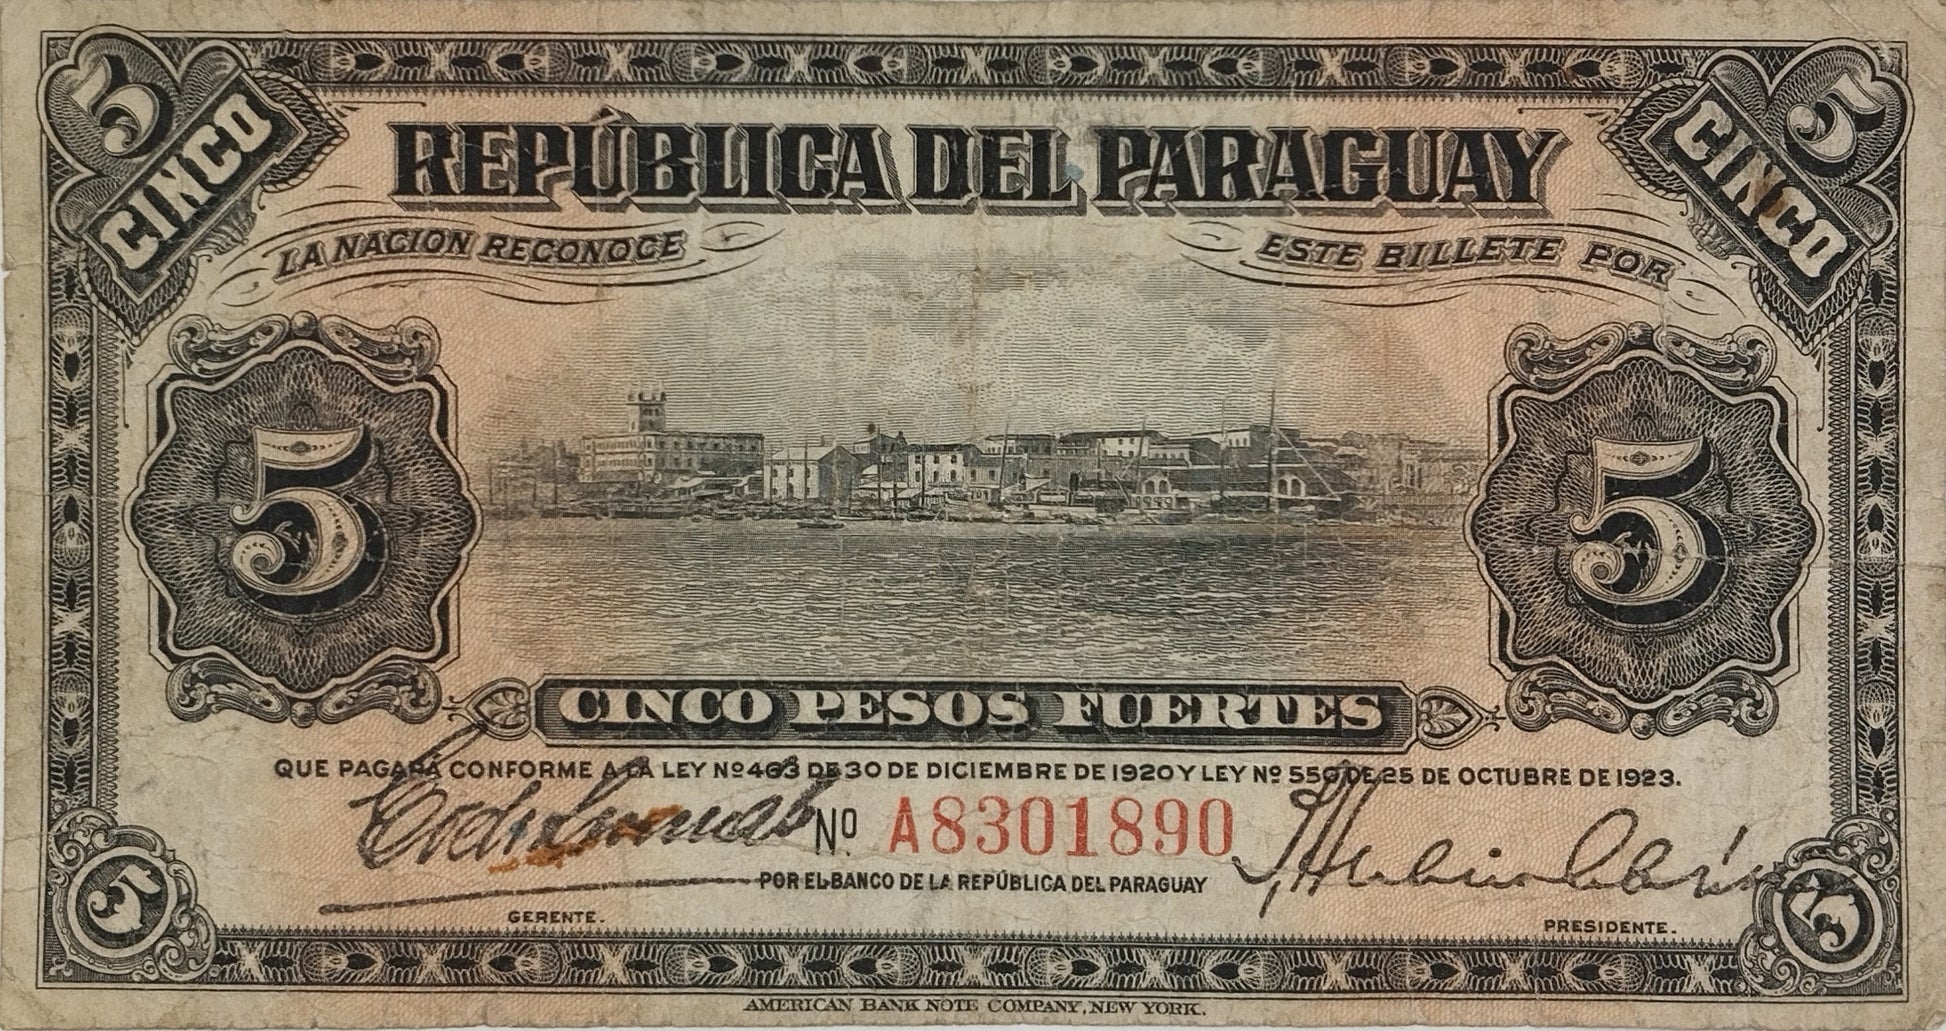 5 CINCO
REPÚBLICA DEL PARAGUAY
5 CINCO
LA NACION RECONOCE ESTE BILLETE POR
5
5
CINCO PESOS FUERTES
QUE PAGARÁ CONFORME A LA LEY Nº 463 DE 30 DE DICIEMBRE DE 1920 Y LEY Nº 550 DE 25 DE OCTUBRE DE 1923.
Nº A8301890
POR EL BANCO DE LA REPÚBLICA DEL PARAGUAY
GERENTE.
PRESIDENTE.
5
5
AMERICAN BANK NOTE COMPANY, NEW YORK.